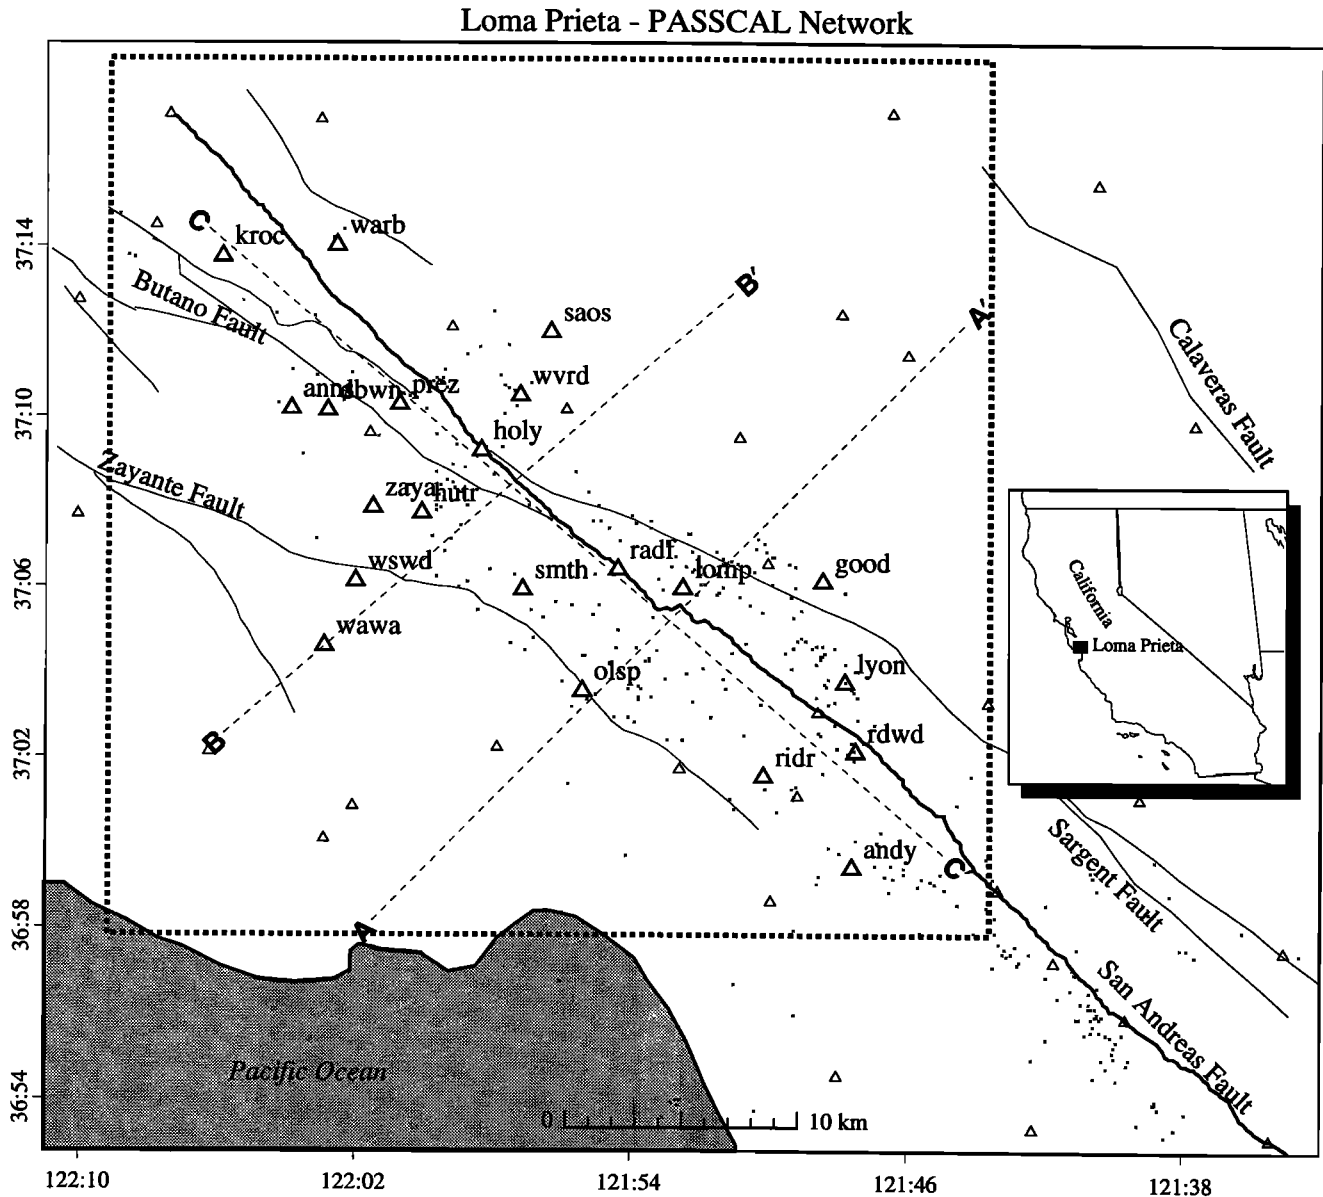 Loma Prieta - PASSCAL Network
C
kroc
warb
37:14
B'
A'
Butano Fault
saos
Calaveras Fault
wvrd
prez
37:10
holy
Zayante Fault
zaya
hutr
radf
wswd
smth
lomp
good
37:06
California
Loma Prieta
wawa
olsp
lyon
B
rdwd
37:02
ridr
andy
C'
Sargent Fault
A
36:58
San Andreas Fault
Pacific Ocean
36:54
0
10 km
122:10
122:02
121:54
121:46
121:38